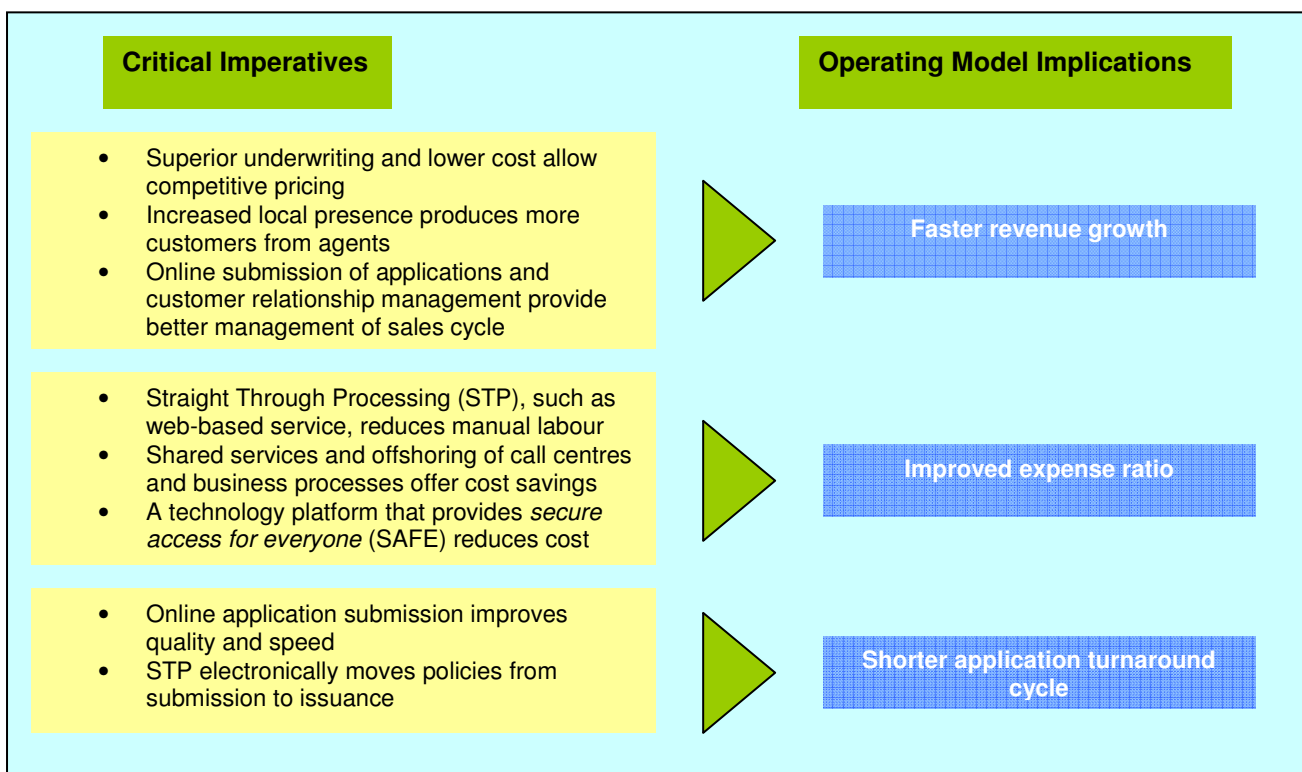 Critical Imperatives
Operating Model Implications
• Superior underwriting and lower cost allow
competitive pricing
• Increased local presence produces more
customers from agents
• Online submission of applications and
customer relationship management provide
better management of sales cycle
Faster revenue growth
• Straight Through Processing (STP), such as
web-based service, reduces manual labour
• Shared services and offshoring of call centres
and business processes offer cost savings
• A technology platform that provides secure
access for everyone (SAFE) reduces cost
Improved expense ratio
• Online application submission improves
quality and speed
• STP electronically moves policies from
submission to issuance
Shorter application turnaround
cycle